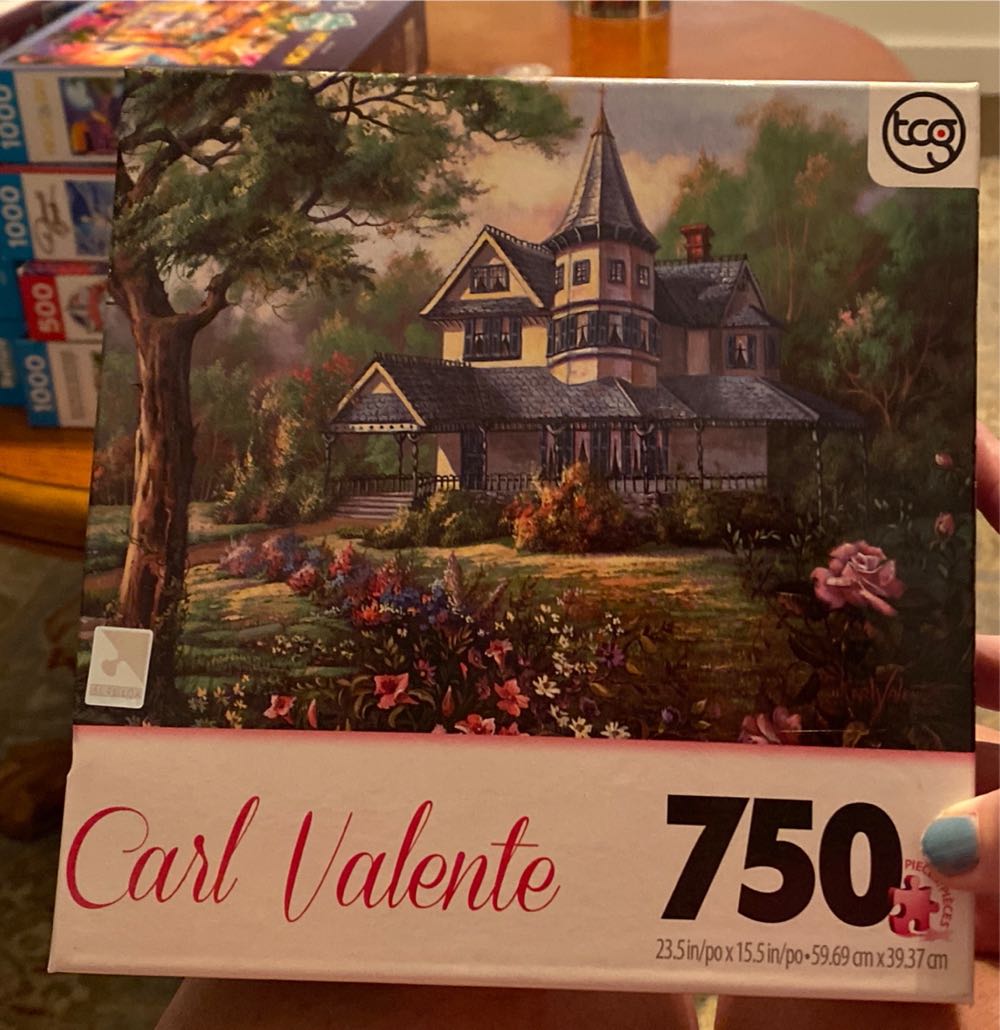 1000
1000
500
1000
tcg
Carl Valente
750
PIECES/PIÈCES
23.5 in/po x 15.5 in/po•59.69 cm x 39.37 cm